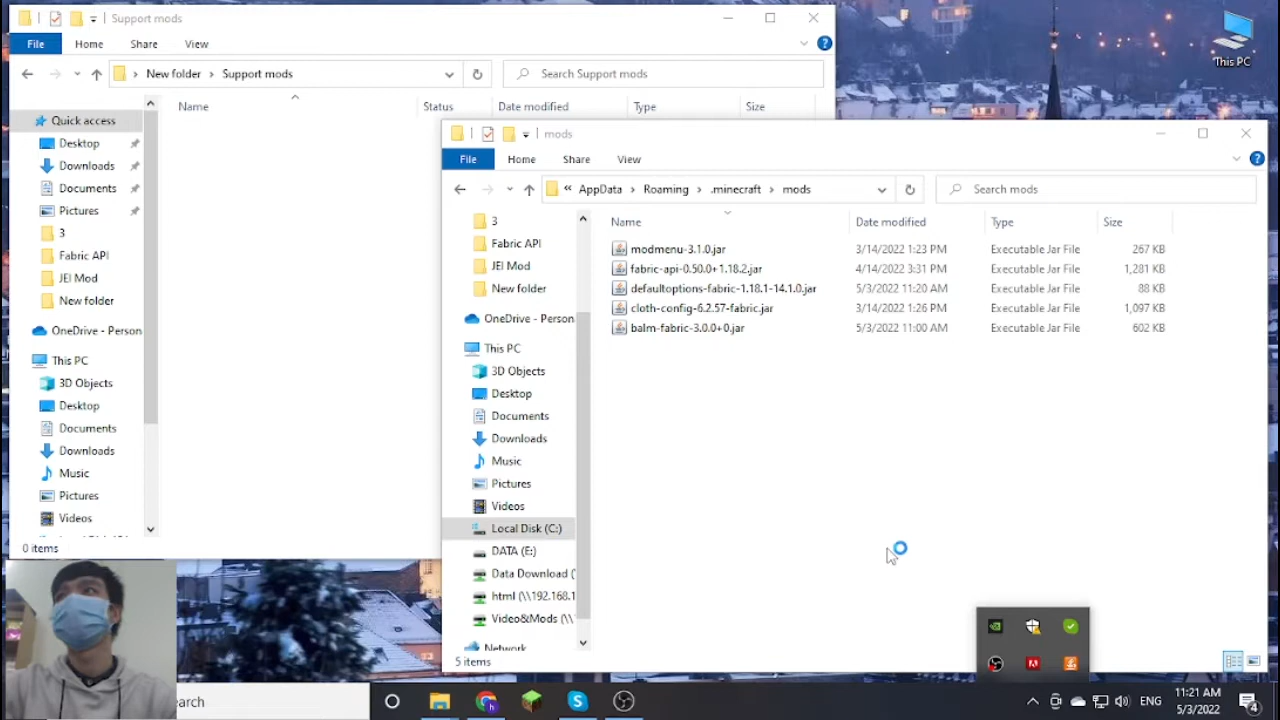 Support mods
File Home Share View
New folder > Support mods
Search Support mods
Name Status Date modified Type Size
Quick access
Desktop
Downloads
Documents
Pictures
3
Fabric API
JEI Mod
New folder
OneDrive - Person
This PC
3D Objects
Desktop
Documents
Downloads
Music
Pictures
Videos
0 items
This PC
mods
File Home Share View
« AppData > Roaming > .minecraft > mods
Search mods
3
Fabric API
JEI Mod
New folder
OneDrive - Person
This PC
3D Objects
Desktop
Documents
Downloads
Music
Pictures
Videos
Local Disk (C:)
DATA (E:)
Data Download ('
html (\\192.168.1
Video&Mods (\\
Network
Name Date modified Type Size
modmenu-3.1.0.jar 3/14/2022 1:23 PM Executable Jar File 267 KB
fabric-api-0.50.0+1.18.2.jar 4/14/2022 3:31 PM Executable Jar File 1,281 KB
defaultoptions-fabric-1.18.1-14.1.0.jar 5/3/2022 11:20 AM Executable Jar File 88 KB
cloth-config-6.2.57-fabric.jar 3/14/2022 1:26 PM Executable Jar File 1,097 KB
balm-fabric-3.0.0+0.jar 5/3/2022 11:00 AM Executable Jar File 602 KB
5 items
earch
ENG
11:21 AM
5/3/2022
4